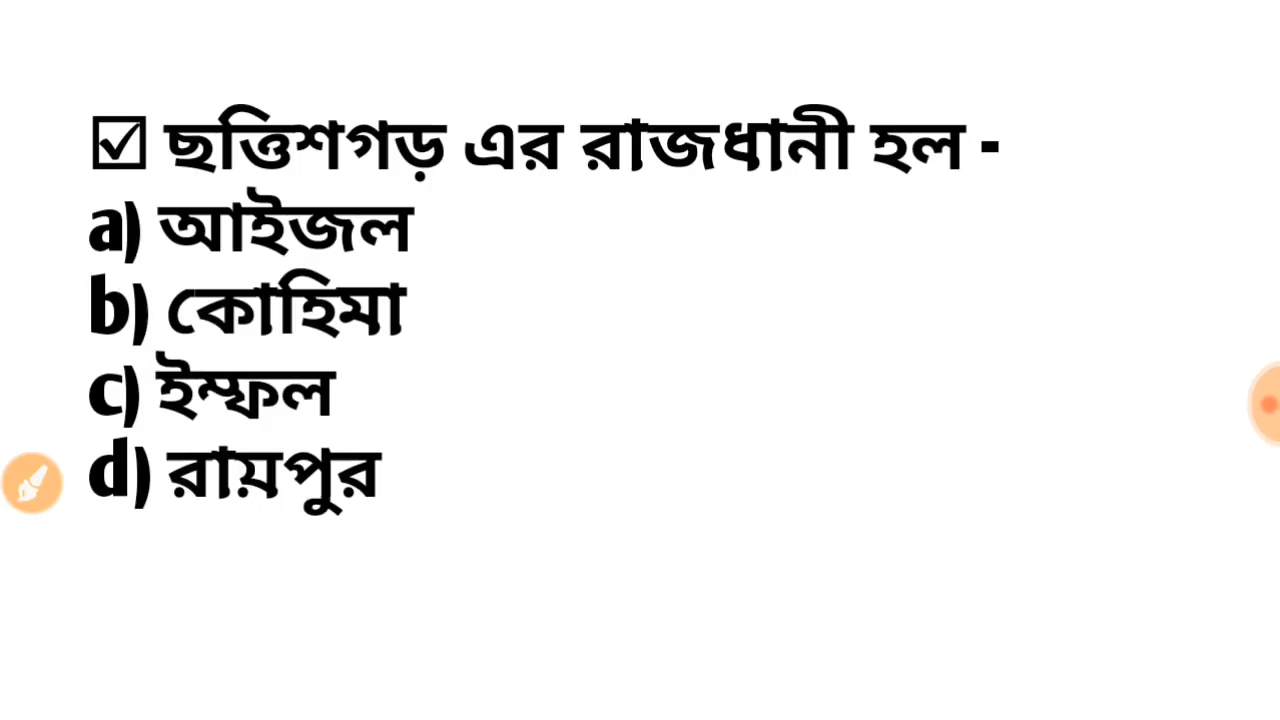 ☑ ছত্তিশগড় এর রাজধানী হল -
a) আইজল
b) কোহিমা
c) ইম্ফল
d) রায়পুর